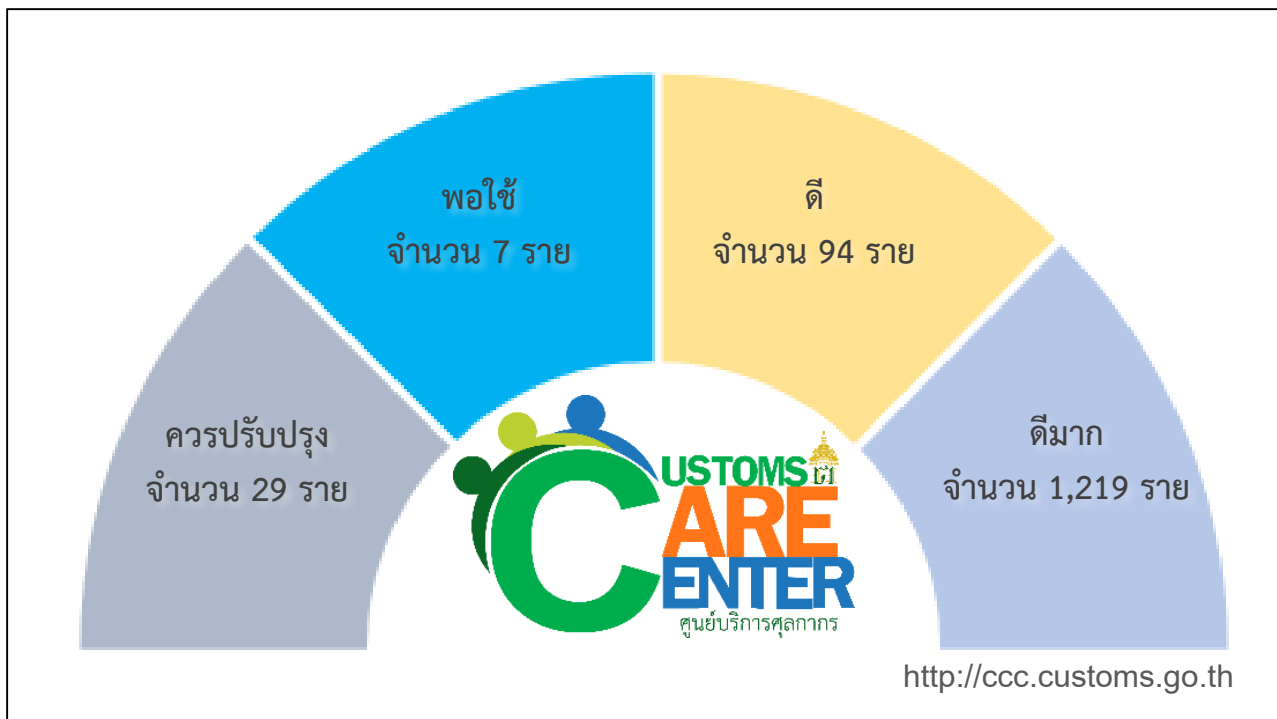 พอใช้
จำนวน 7 ราย
ดี
จำนวน 94 ราย
ควรปรับปรุง
จำนวน 29 ราย
ดีมาก
จำนวน 1,219 ราย
CUSTOMS
CARE
CENTER
ศูนย์บริการศุลกากร
http://ccc.customs.go.th